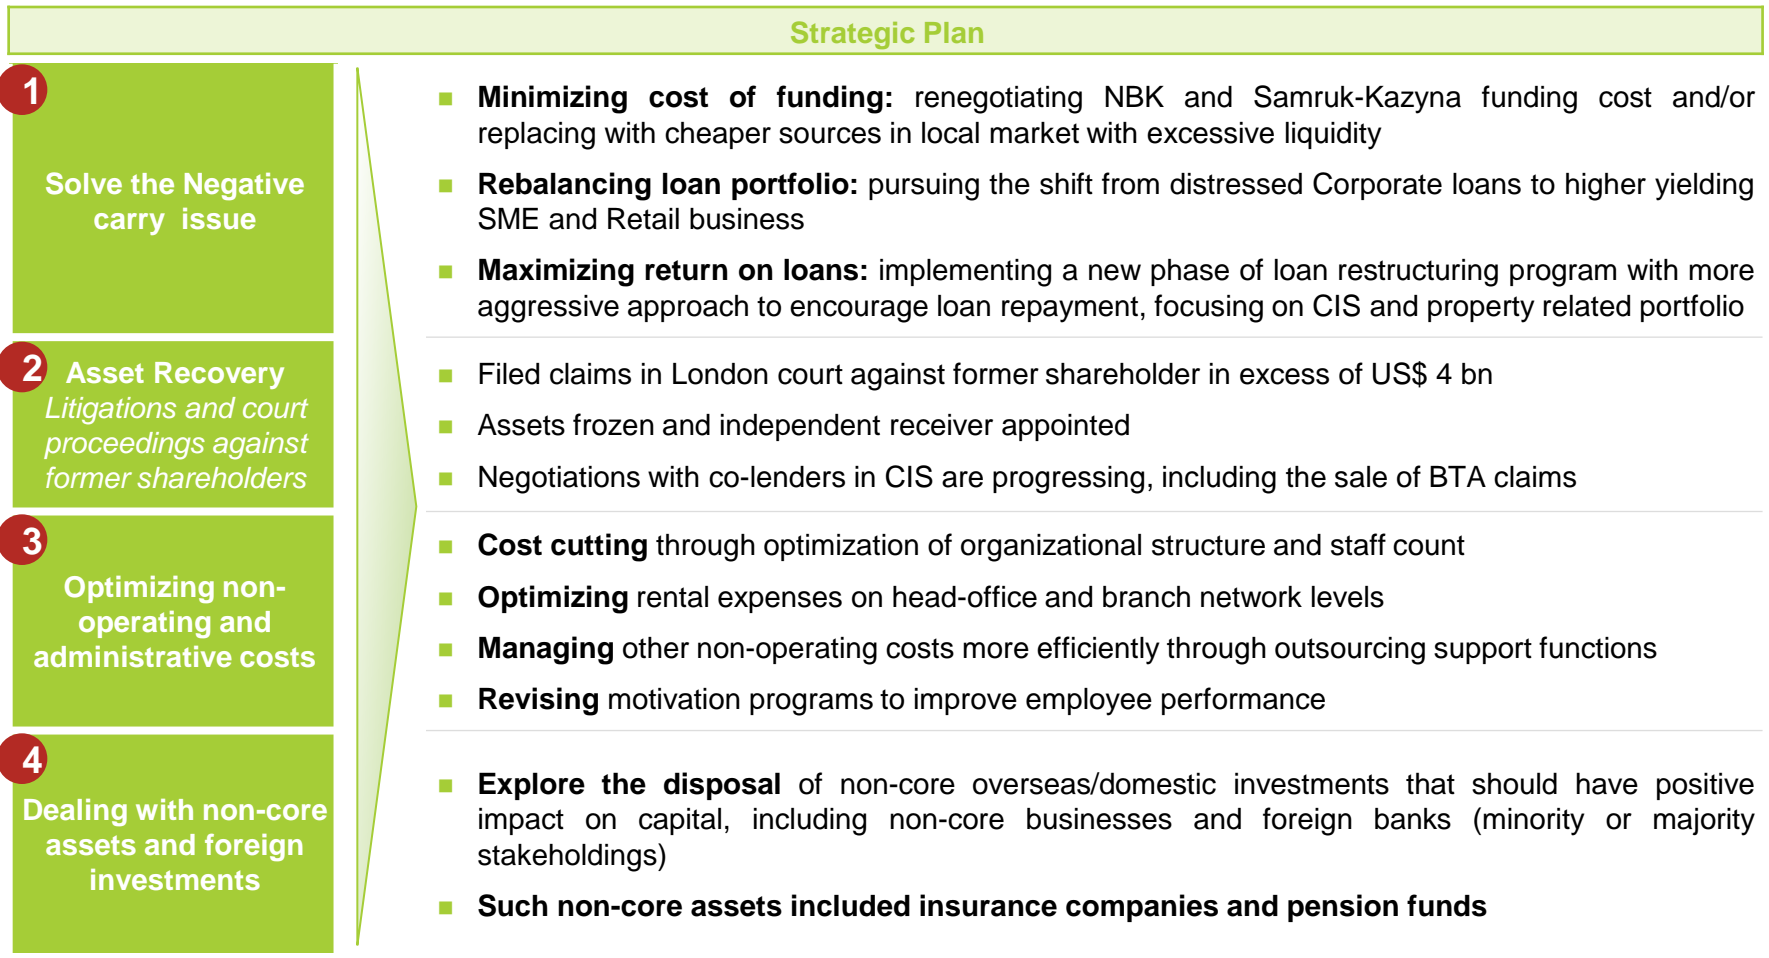 Strategic Plan
1
Solve the Negative
carry issue
■ Minimizing cost of funding: renegotiating NBK and Samruk-Kazyna funding cost and/or
replacing with cheaper sources in local market with excessive liquidity
■ Rebalancing loan portfolio: pursuing the shift from distressed Corporate loans to higher yielding
SME and Retail business
■ Maximizing return on loans: implementing a new phase of loan restructuring program with more
aggressive approach to encourage loan repayment, focusing on CIS and property related portfolio
2
Asset Recovery
Litigations and court
proceedings against
former shareholders
■ Filed claims in London court against former shareholder in excess of US$ 4 bn
■ Assets frozen and independent receiver appointed
■ Negotiations with co-lenders in CIS are progressing, including the sale of BTA claims
3
Optimizing non-
operating and
administrative costs
■ Cost cutting through optimization of organizational structure and staff count
■ Optimizing rental expenses on head-office and branch network levels
■ Managing other non-operating costs more efficiently through outsourcing support functions
■ Revising motivation programs to improve employee performance
4
Dealing with non-core
assets and foreign
investments
■ Explore the disposal of non-core overseas/domestic investments that should have positive
impact on capital, including non-core businesses and foreign banks (minority or majority
stakeholdings)
■ Such non-core assets included insurance companies and pension funds